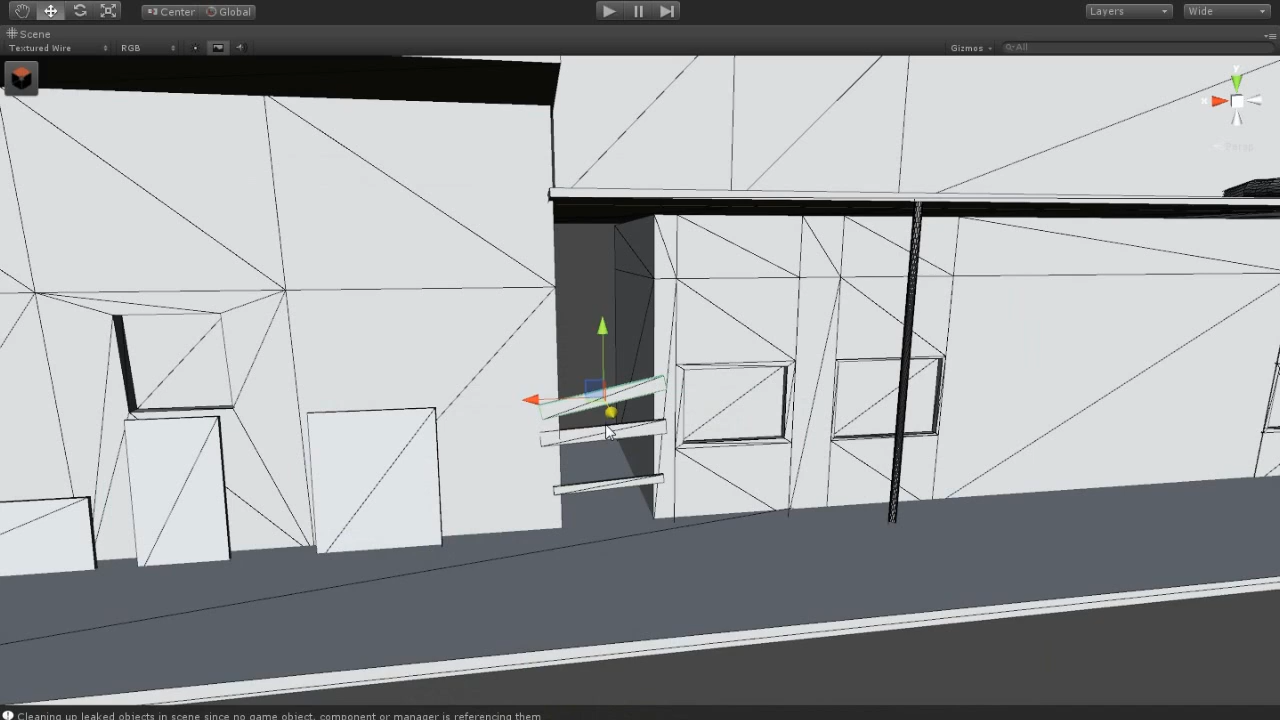 Center Global Layers Wide
Scene
Textured Wire RGB Gizmos All
y
x
Persp
Cleaning up leaked objects in scene since no game object, component or manager is referencing them